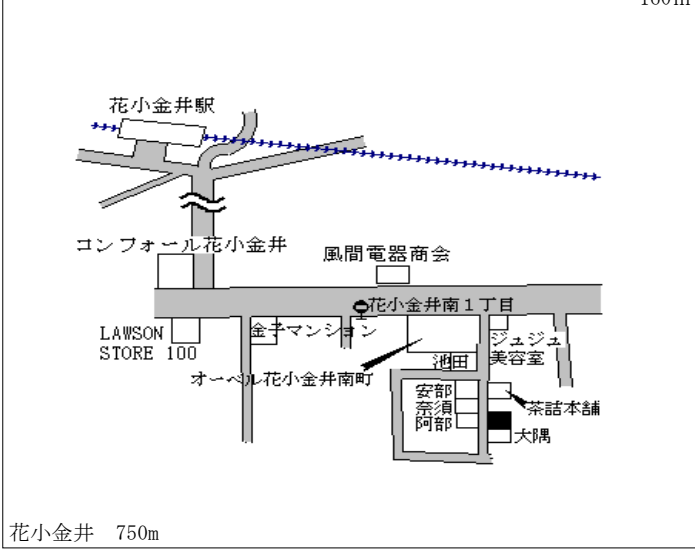 160m
花小金井駅
コンフォール花小金井
風間電器商会
花小金井南1丁目
LAWSON
STORE 100
金子マンション
ジュジュ
美容室
池田
オーベル花小金井南町
安部
奈須
阿部
茶詰本舗
大隅
花小金井 750m